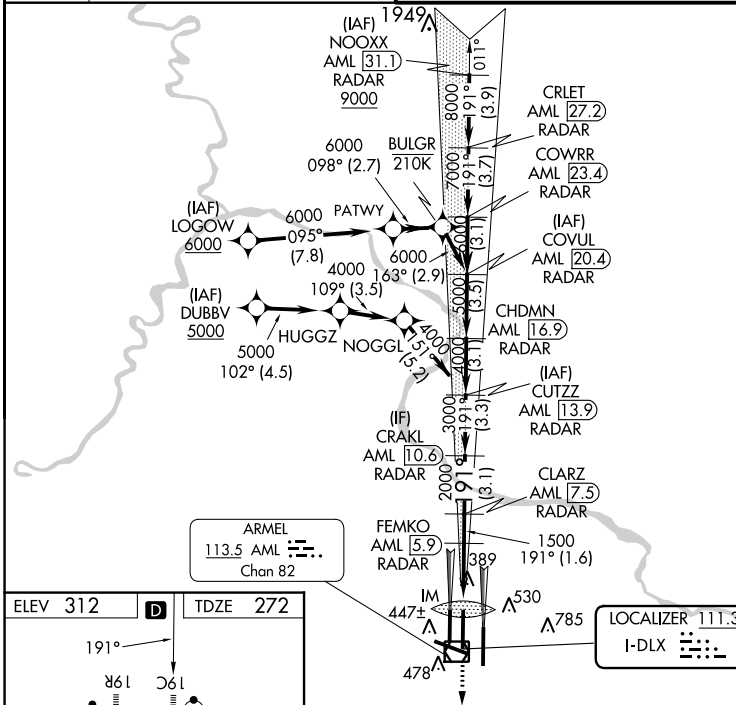 1949
(IAF)
NOOXX
AML 31.1
RADAR
9000
011°
8000
191°
(3.9)
CRLET
AML 27.2
RADAR
7000
191°
(3.7)
COWRR
AML 23.4
RADAR
6000
098° (2.7)
BULGR
210K
(IAF)
LOGOW
6000
6000
095°
(7.8)
PATWY
6000
(3.1)
6000
163° (2.9)
(IAF)
COVUL
AML 20.4
RADAR
(IAF)
DUBBV
5000
5000
102° (4.5)
HUGGZ
4000
109° (3.5)
NOGGL
4000
151°
(5.2)
5000
(3.5)
CHDMN
AML 16.9
RADAR
4000
(3.1)
(IAF)
CUTZZ
AML 13.9
RADAR
3000
191°
(3.3)
(IF)
CRAKL
AML 10.6
RADAR
2000
191°
(3.1)
CLARZ
AML 7.5
RADAR
FEMKO
AML 5.9
RADAR
1500
191° (1.6)
389
ARMEL
113.5 AML
Chan 82
IM
447±
530
785
478
LOCALIZER 111.3
I-DLX
ELEV 312
D
TDZE 272
191°
19R
19C